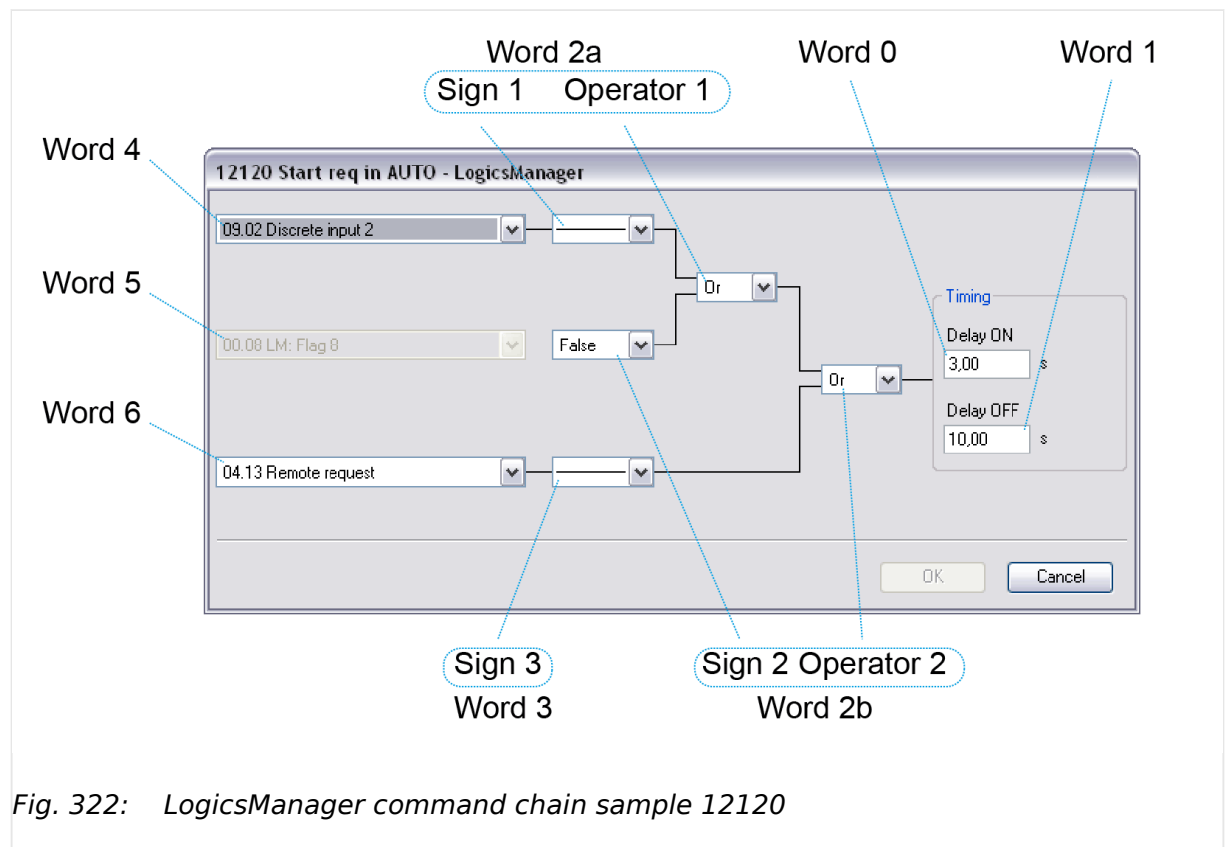 Word 2a Word 0 Word 1
Sign 1 Operator 1
Word 4
12120 Start req in AUTO - LogicsManager
09.02 Discrete input 2
Word 5
Or
Timing
Delay ON
00.08 LM: Flag 8 False
3,00 s
Or
Word 6
Delay OFF
10,00 s
04.13 Remote request
OK Cancel
Sign 3 Sign 2 Operator 2
Word 3 Word 2b
Fig. 322: LogicsManager command chain sample 12120